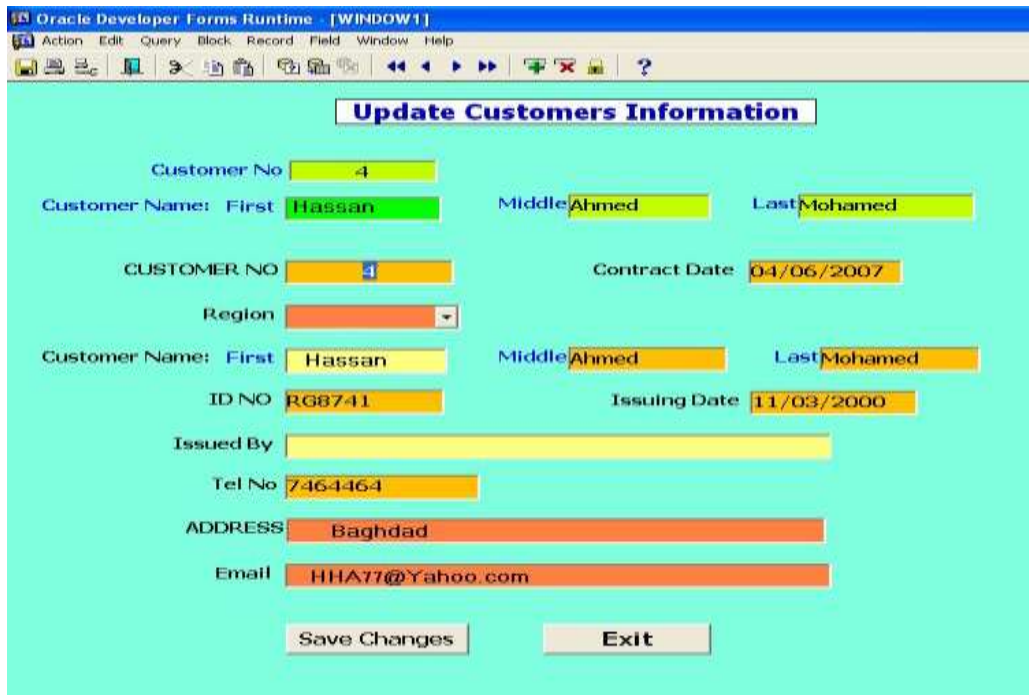 Oracle Developer Forms Runtime - [WINDOW1]
Action Edit Query Block Record Field Window Help
Update Customers Information
Customer No 4
Customer Name: First Hassan Middle Ahmed Last Mohamed
CUSTOMER NO 4 Contract Date 04/06/2007
Region
Customer Name: First Hassan Middle Ahmed Last Mohamed
ID NO RG8741 Issuing Date 11/03/2000
Issued By
Tel No 7464464
ADDRESS Baghdad
Email HHA77@Yahoo.com
Save Changes Exit